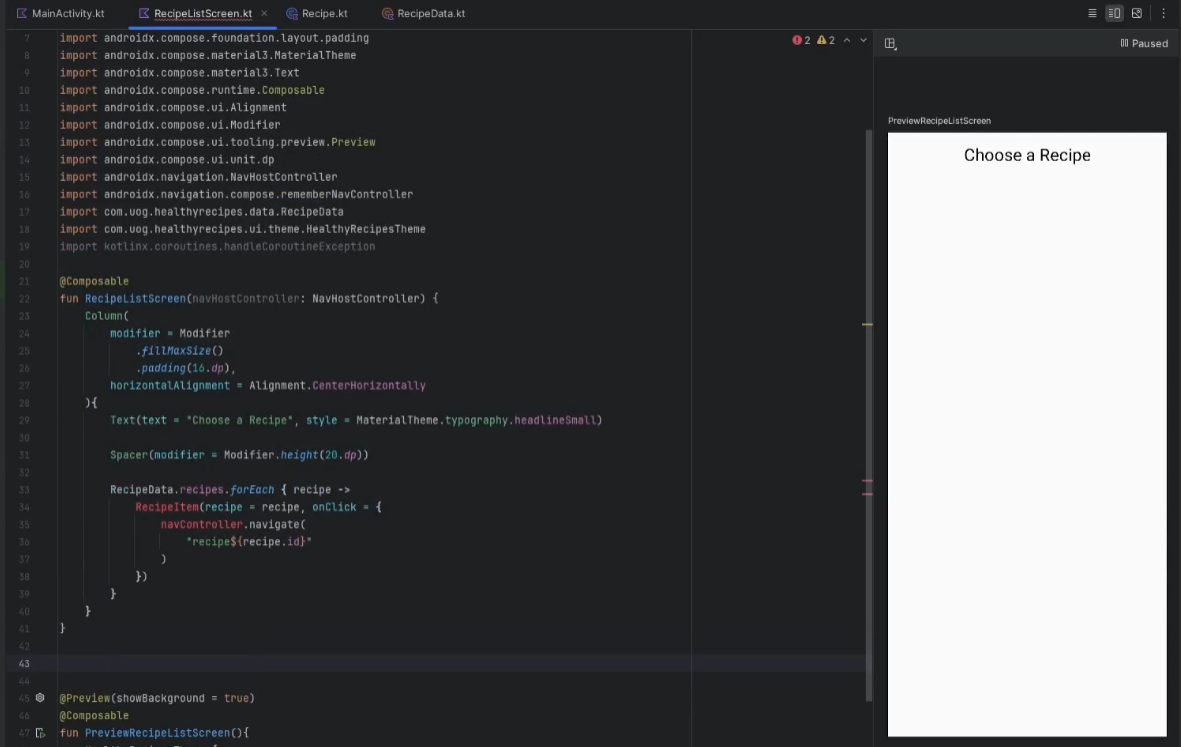 MainActivity.kt
RecipeListScreen.kt
Recipe.kt
RecipeData.kt
2
2
Paused
7 import androidx.compose.foundation.layout.padding
8 import androidx.compose.material3.MaterialTheme
9 import androidx.compose.material3.Text
10 import androidx.compose.runtime.Composable
11 import androidx.compose.ui.Alignment
12 import androidx.compose.ui.Modifier
13 import androidx.compose.ui.tooling.preview.Preview
14 import androidx.compose.ui.unit.dp
15 import androidx.navigation.NavHostController
16 import androidx.navigation.compose.rememberNavController
17 import com.uog.healthyrecipes.data.RecipeData
18 import com.uog.healthyrecipes.ui.theme.HealthyRecipesTheme
19 import kotlinx.coroutines.handleCoroutineException
20
21 @Composable
22 fun RecipeListScreen(navHostController: NavHostController) {
23 Column(
24 modifier = Modifier
25 .fillMaxSize()
26 .padding(16.dp),
27 horizontalAlignment = Alignment.CenterHorizontally
28 ){
29 Text(text = "Choose a Recipe", style = MaterialTheme.typography.headlineSmall)
30
31 Spacer(modifier = Modifier.height(20.dp))
32
33 RecipeData.recipes.forEach { recipe ->
34 RecipeItem(recipe = recipe, onClick = {
35 navController.navigate(
36 "recipe${recipe.id}"
37 )
38 })
39 }
40 }
41 }
42
43
44
45 @Preview(showBackground = true)
46 @Composable
47 fun PreviewRecipeListScreen(){
PreviewRecipeListScreen
Choose a Recipe